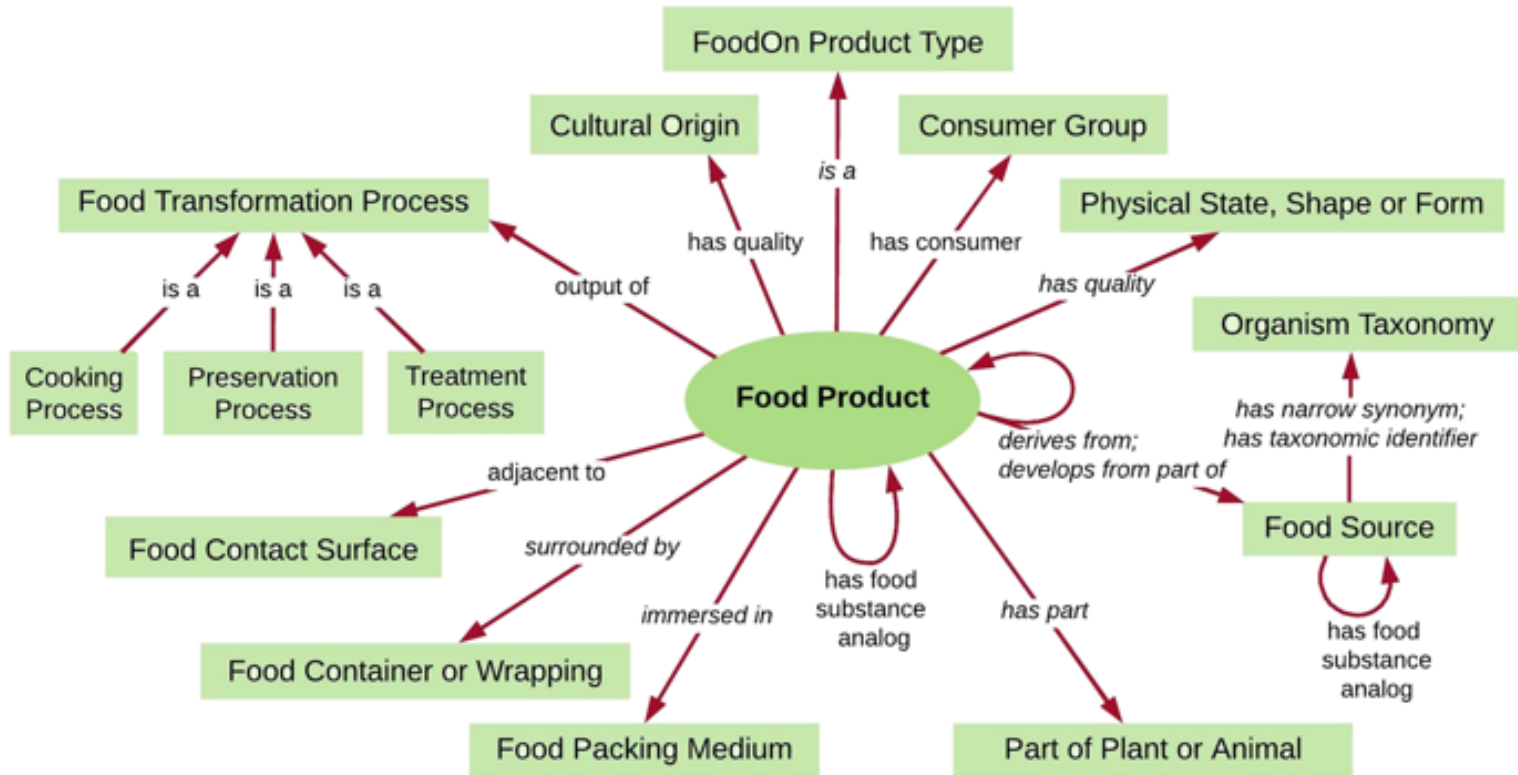 FoodOn Product Type
Cultural Origin
Consumer Group
is a
Food Transformation Process
Physical State, Shape or Form
has quality
has consumer
output of
has quality
is a
is a
is a
Organism Taxonomy
Cooking
Process
Preservation
Process
Treatment
Process
Food Product
has narrow synonym;
has taxonomic identifier
derives from;
develops from part of
adjacent to
Food Source
Food Contact Surface
surrounded by
has food
substance
analog
immersed in
has part
has food
substance
analog
Food Container or Wrapping
Food Packing Medium
Part of Plant or Animal